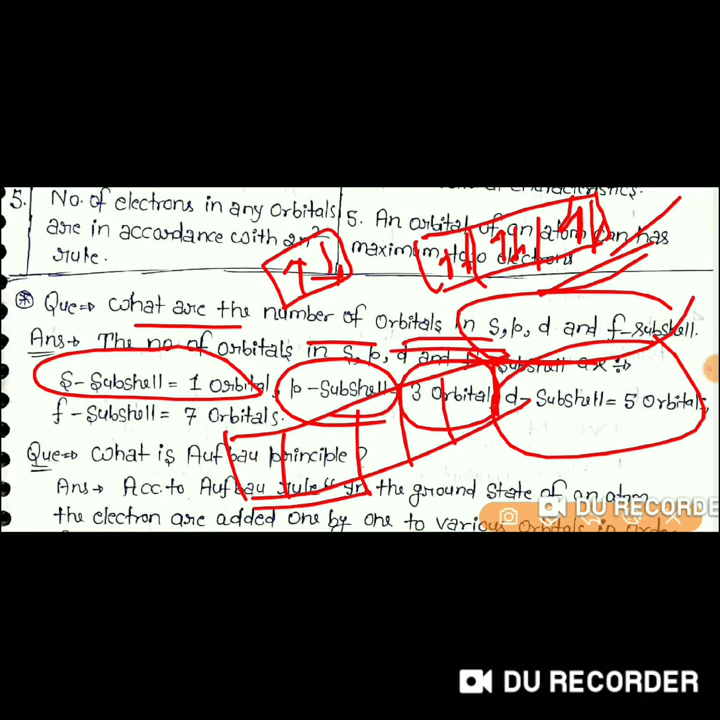 5. No. of electrons in any orbitals
are in accordance with 2n²
rule.
of characteristics.
5. An orbital of an atom can has
maximum two electrons
Que⇒ What are the number of orbitals in s, p, d and f-subshell.
Ans→ The no. of orbitals in s, p, d and subshell are ÷
s-Subshell = 1 Orbital, p-Subshell = 3 Orbital, d-Subshell = 5 Orbitals,
f-Subshell = 7 Orbitals.
Que⇒ What is Aufbau principle?
Ans→ Acc. to Aufbau rule "In the ground State of an atom
the electron are added one by one to various orbitals in order
DU RECORDER
DU RECORDER